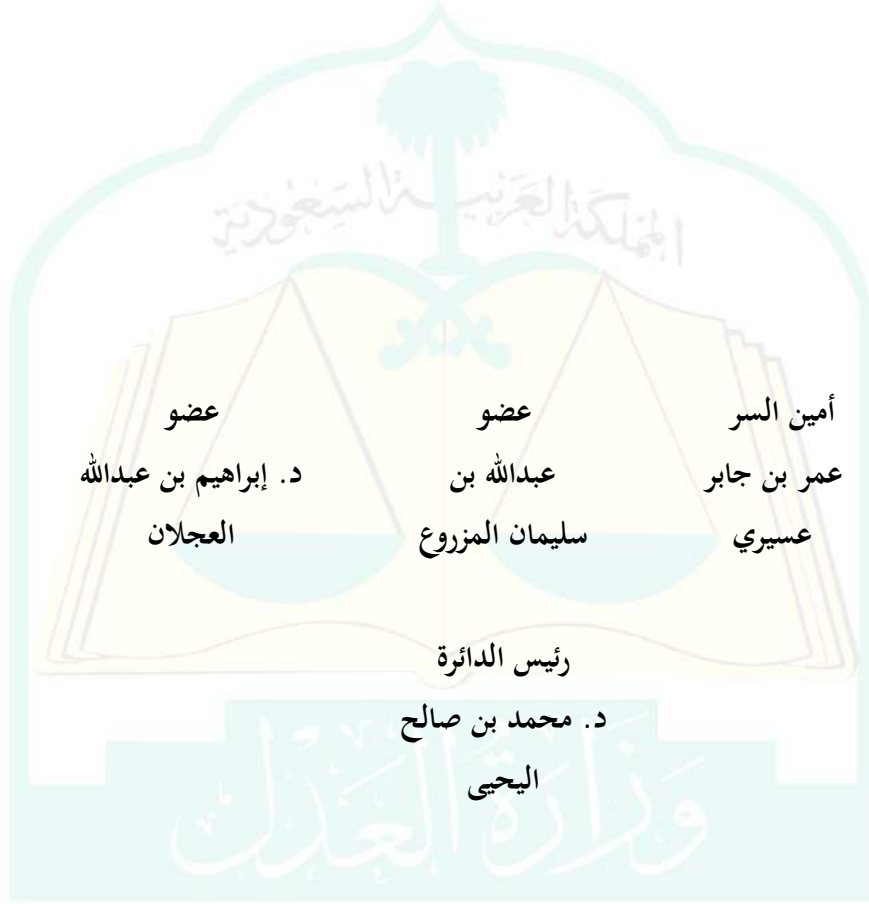 المملكة العربية السعودية
أمين السر عضو عضو
عمر بن جابر عبدالله بن د. إبراهيم بن عبدالله
عسيري سليمان المزروع العجلان
رئيس الدائرة
د. محمد بن صالح
اليحيى
وزارة العدل